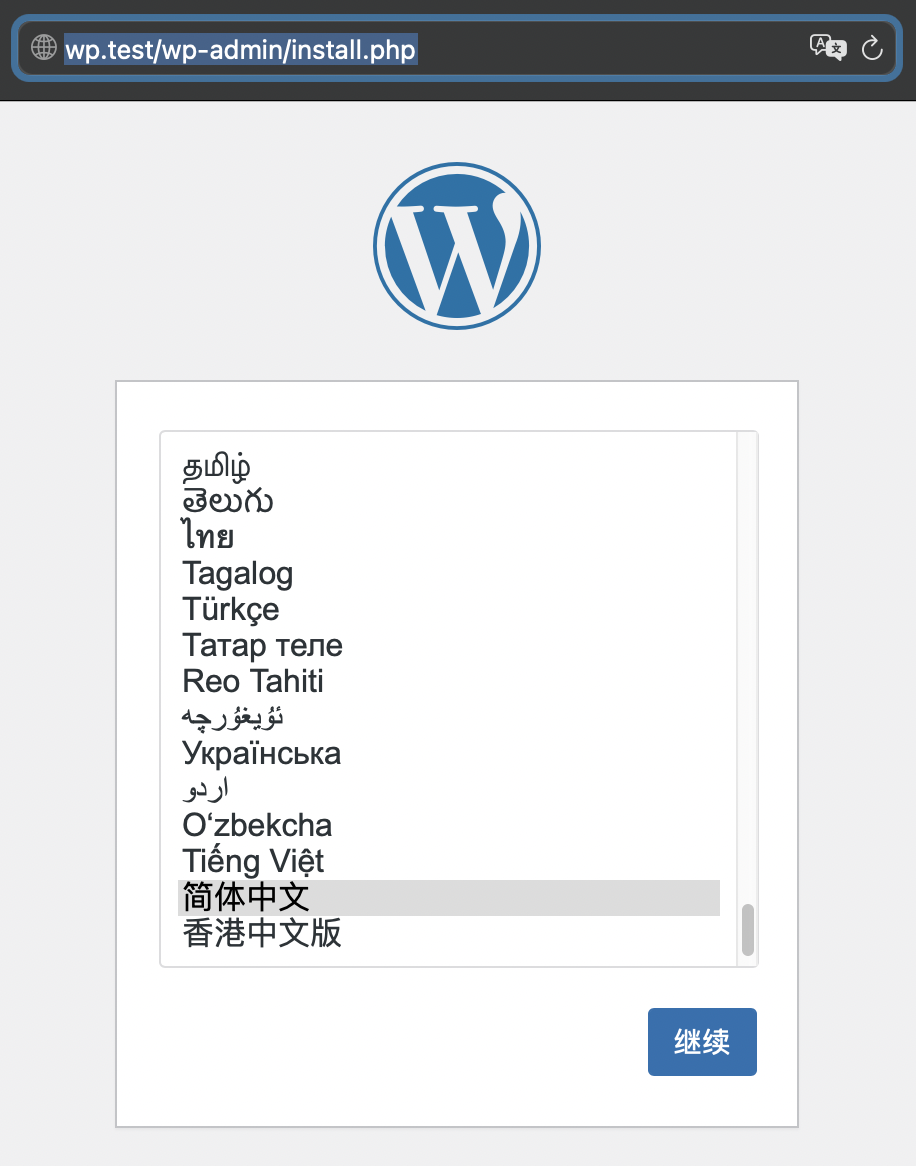 wp.test/wp-admin/install.php
தமிழ்
తెలుగు
ไทย
Tagalog
Türkçe
Татар теле
Reo Tahiti
ئۇيغۇرچە
Українська
اردو
O‘zbekcha
Tiếng Việt
简体中文
香港中文版
继续